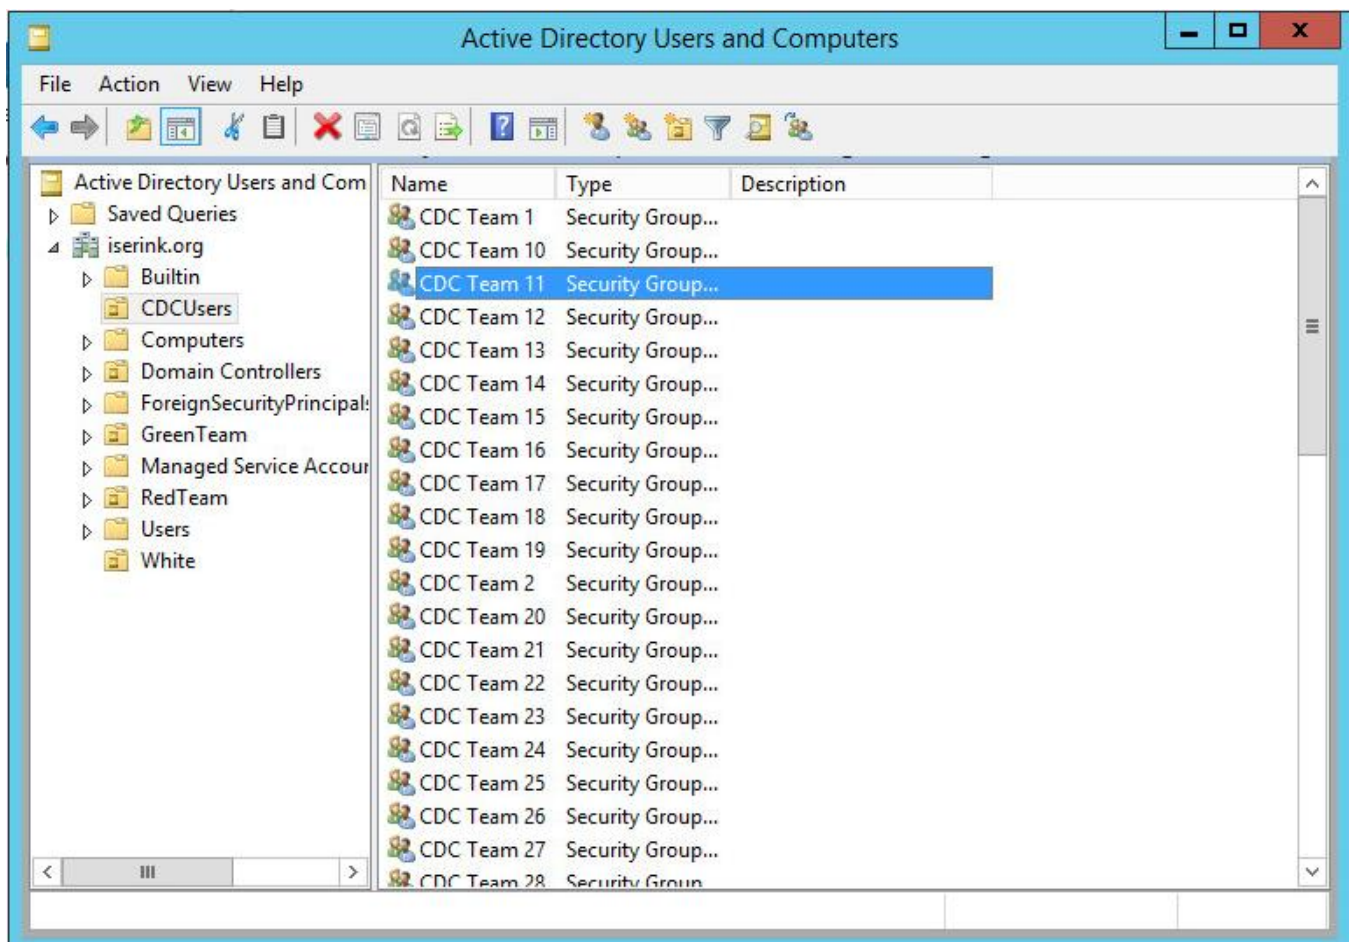 Active Directory Users and Computers
File Action View Help
Active Directory Users and Com
Saved Queries
iserink.org
Builtin
CDCUsers
Computers
Domain Controllers
ForeignSecurityPrincipal
GreenTeam
Managed Service Accour
RedTeam
Users
White
Name Type Description
CDC Team 1 Security Group...
CDC Team 10 Security Group...
CDC Team 11 Security Group...
CDC Team 12 Security Group...
CDC Team 13 Security Group...
CDC Team 14 Security Group...
CDC Team 15 Security Group...
CDC Team 16 Security Group...
CDC Team 17 Security Group...
CDC Team 18 Security Group...
CDC Team 19 Security Group...
CDC Team 2 Security Group...
CDC Team 20 Security Group...
CDC Team 21 Security Group...
CDC Team 22 Security Group...
CDC Team 23 Security Group...
CDC Team 24 Security Group...
CDC Team 25 Security Group...
CDC Team 26 Security Group...
CDC Team 27 Security Group...
CDC Team 28 Security Group